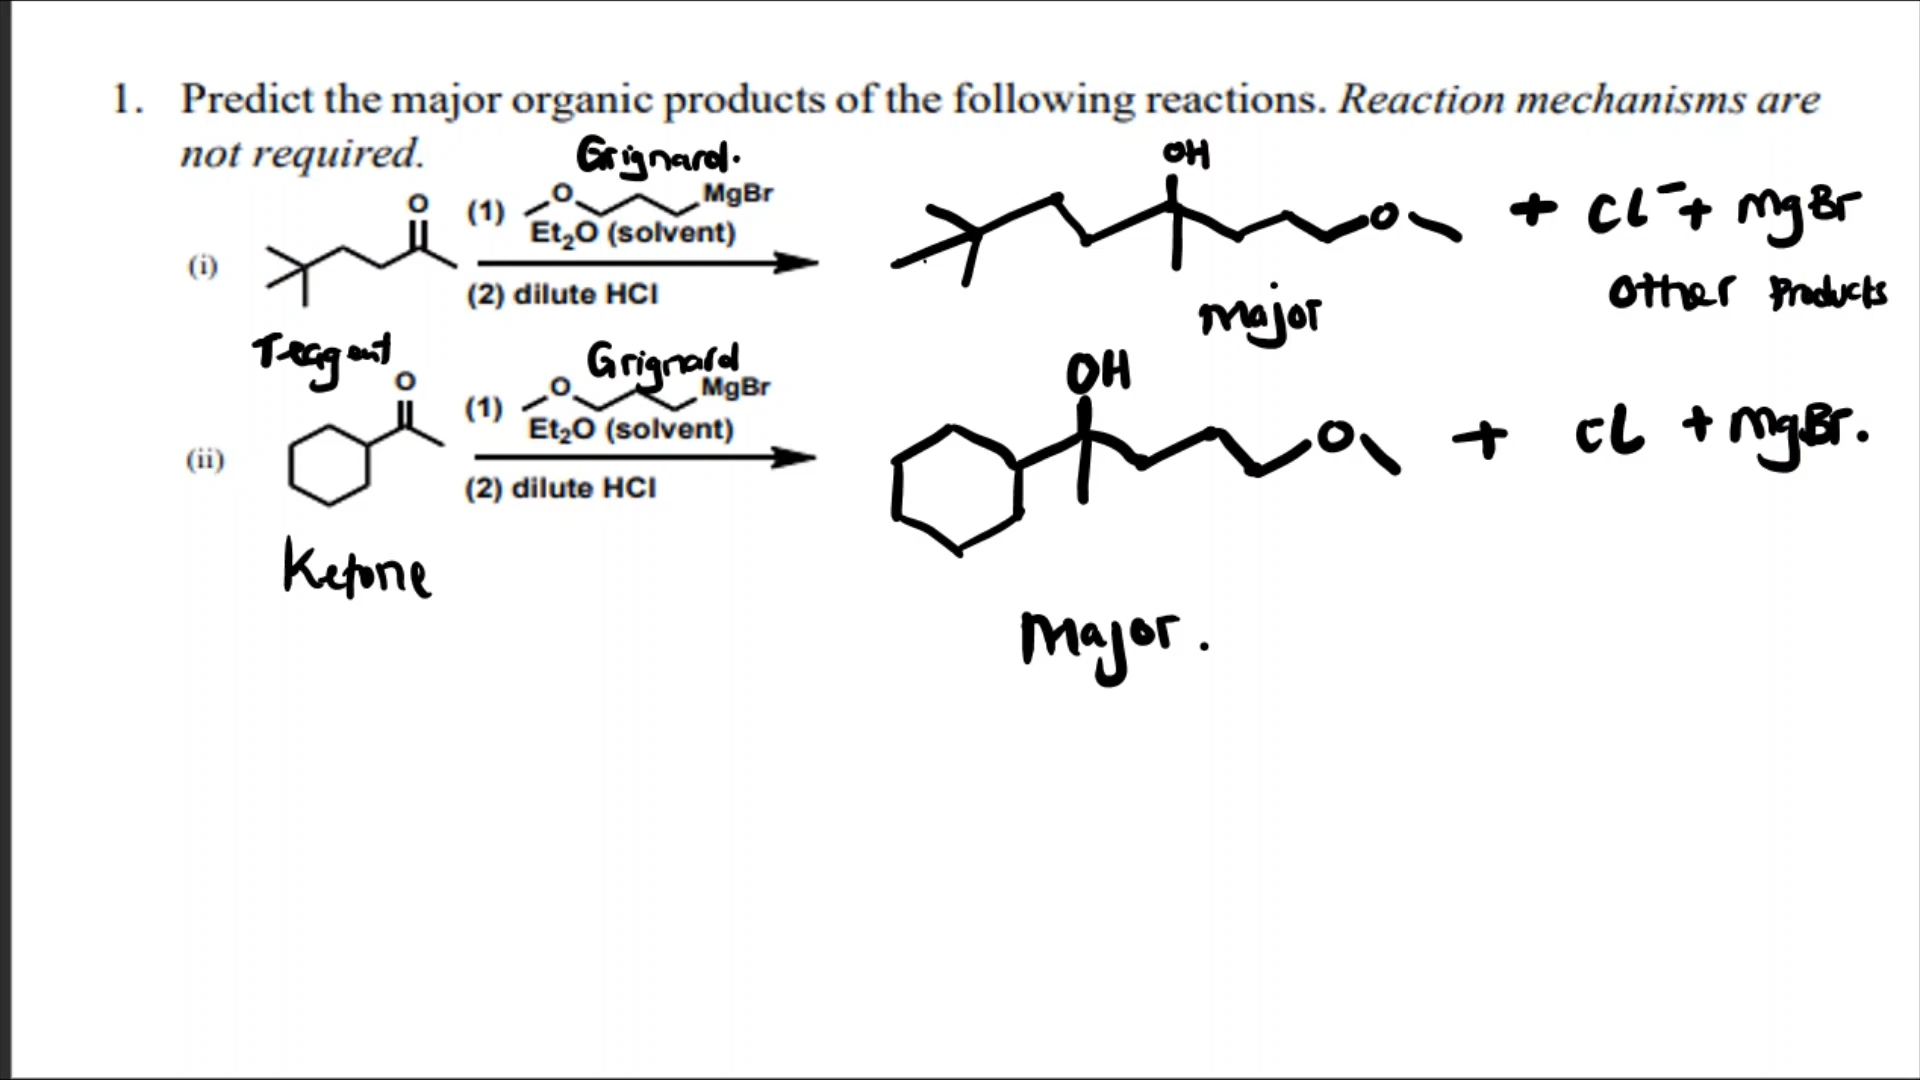 1. Predict the major organic products of the following reactions. Reaction mechanisms are
not required.
Grignard.
OH
O
(1) O MgBr
Et₂O (solvent)
(i)
(2) dilute HCl
O
+ Cl⁻ + MgBr
Major
Other Products
Grignard
O
(1) O MgBr
Et₂O (solvent)
(ii)
(2) dilute HCl
OH
O
+ Cl + MgBr.
Ketone
Major.